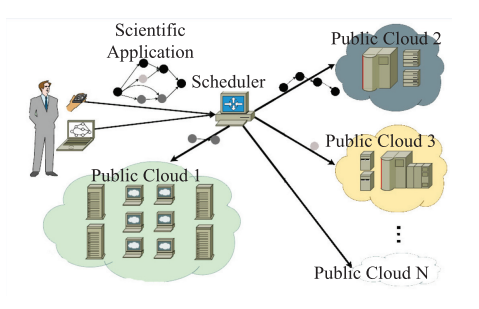 Scientific
Application
Scheduler
Public Cloud 2
Public Cloud 3
Public Cloud 1
...
Public Cloud N